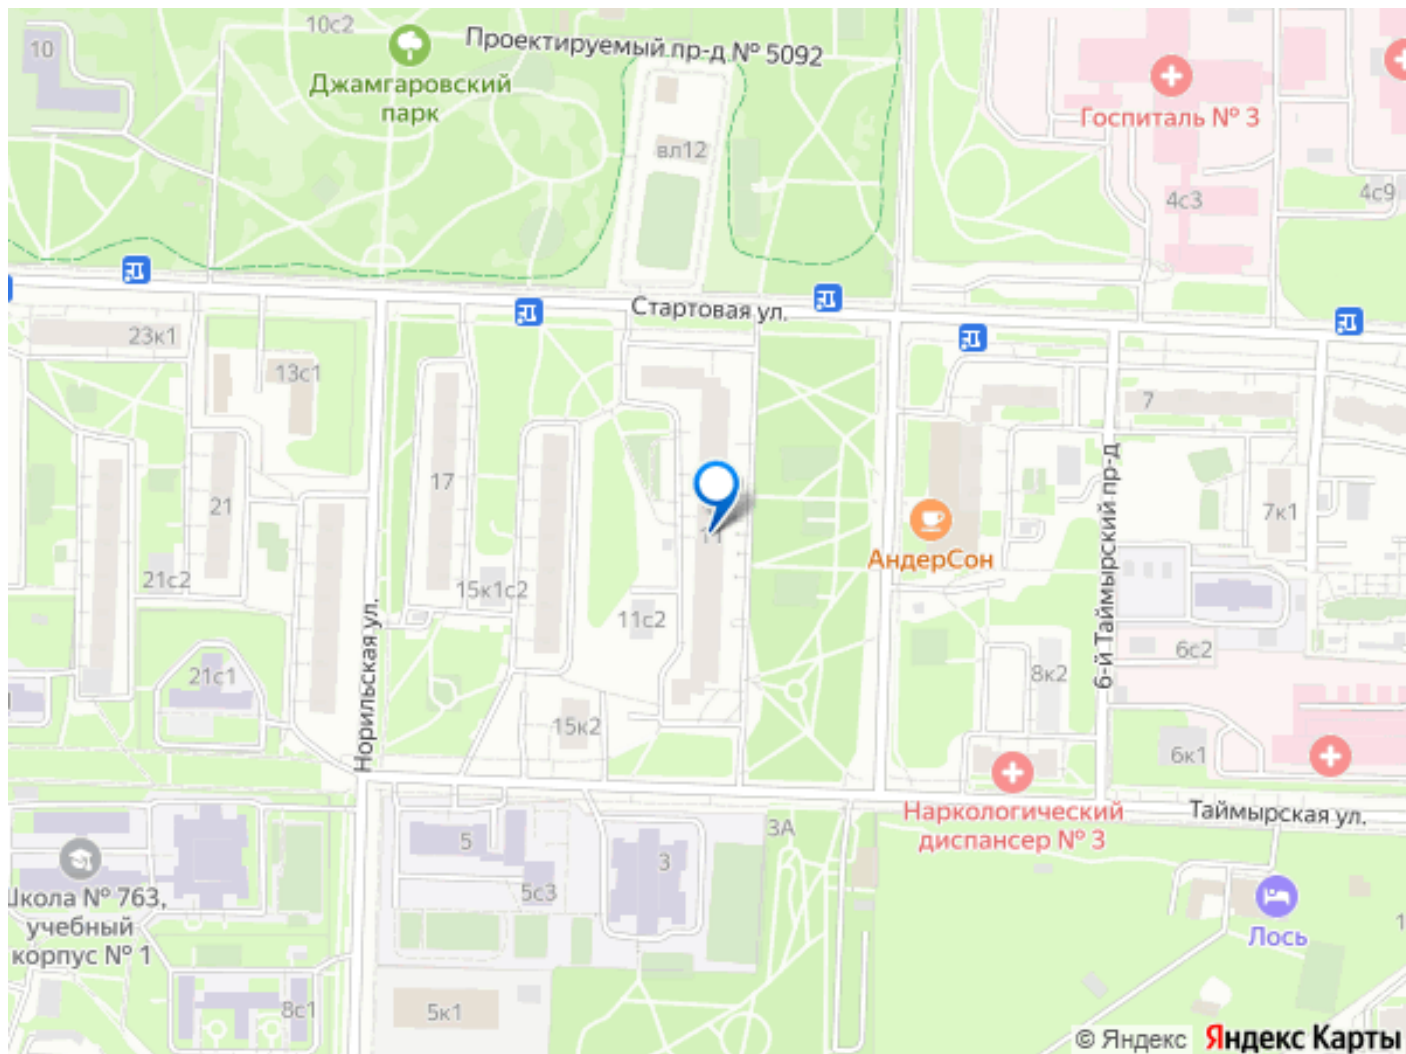 10
10с2
Проектируемый пр-д № 5092
Джамгаровский
парк
Госпиталь № 3
вл12
4с3
4с9
Стартовая ул.
23к1
13с1
7
17
21
7к1
11
АндерСон
21с2
15к1с2
11с2
6-й Таймырский пр-д
Норильская ул.
6с2
21с1
8к2
15к2
6к1
Наркологический
диспансер № 3
Таймырская ул.
3А
5
3
5с3
Школа № 763,
учебный
корпус № 1
Лось
8с1
5к1
© Яндекс
Яндекс Карты